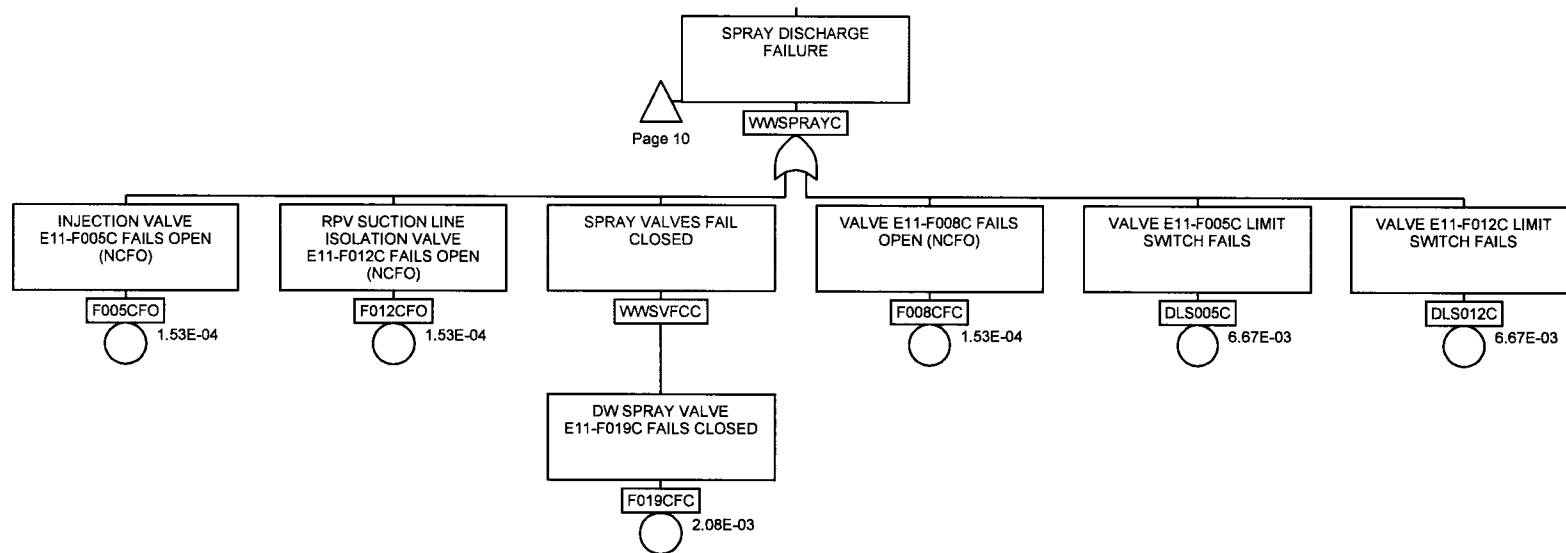 SPRAY DISCHARGE
FAILURE
Page 10
WWSPRAYC
INJECTION VALVE
E11-F005C FAILS OPEN
(NCFO)
F005CFO
1.53E-04
RPV SUCTION LINE
ISOLATION VALVE
E11-F012C FAILS OPEN
(NCFO)
F012CFO
1.53E-04
SPRAY VALVES FAIL
CLOSED
WWSVFCC
VALVE E11-F008C FAILS
OPEN (NCFO)
F008CFC
1.53E-04
VALVE E11-F005C LIMIT
SWITCH FAILS
DLS005C
6.67E-03
VALVE E11-F012C LIMIT
SWITCH FAILS
DLS012C
6.67E-03
DW SPRAY VALVE
E11-F019C FAILS CLOSED
F019CFC
2.08E-03